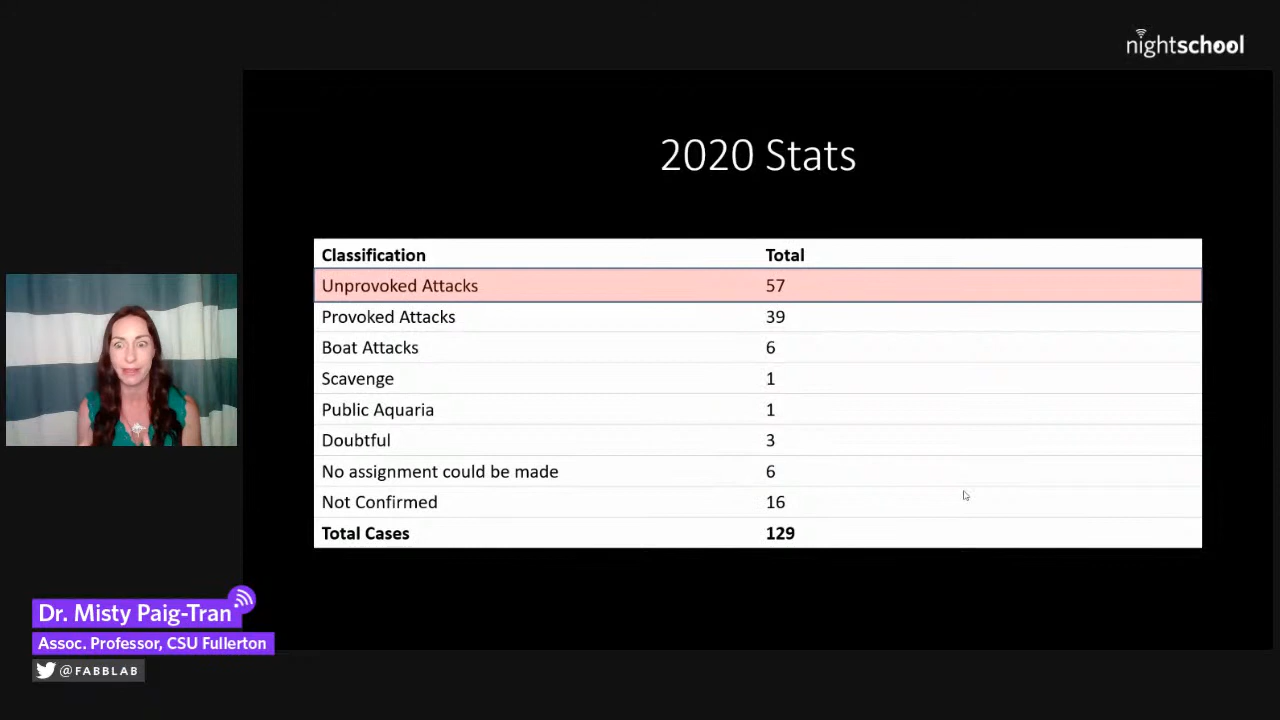 nightschool
2020 Stats
Classification Total
Unprovoked Attacks 57
Provoked Attacks 39
Boat Attacks 6
Scavenge 1
Public Aquaria 1
Doubtful 3
No assignment could be made 6
Not Confirmed 16
Total Cases 129
Dr. Misty Paig-Tran
Assoc. Professor, CSU Fullerton
@FABBLAB